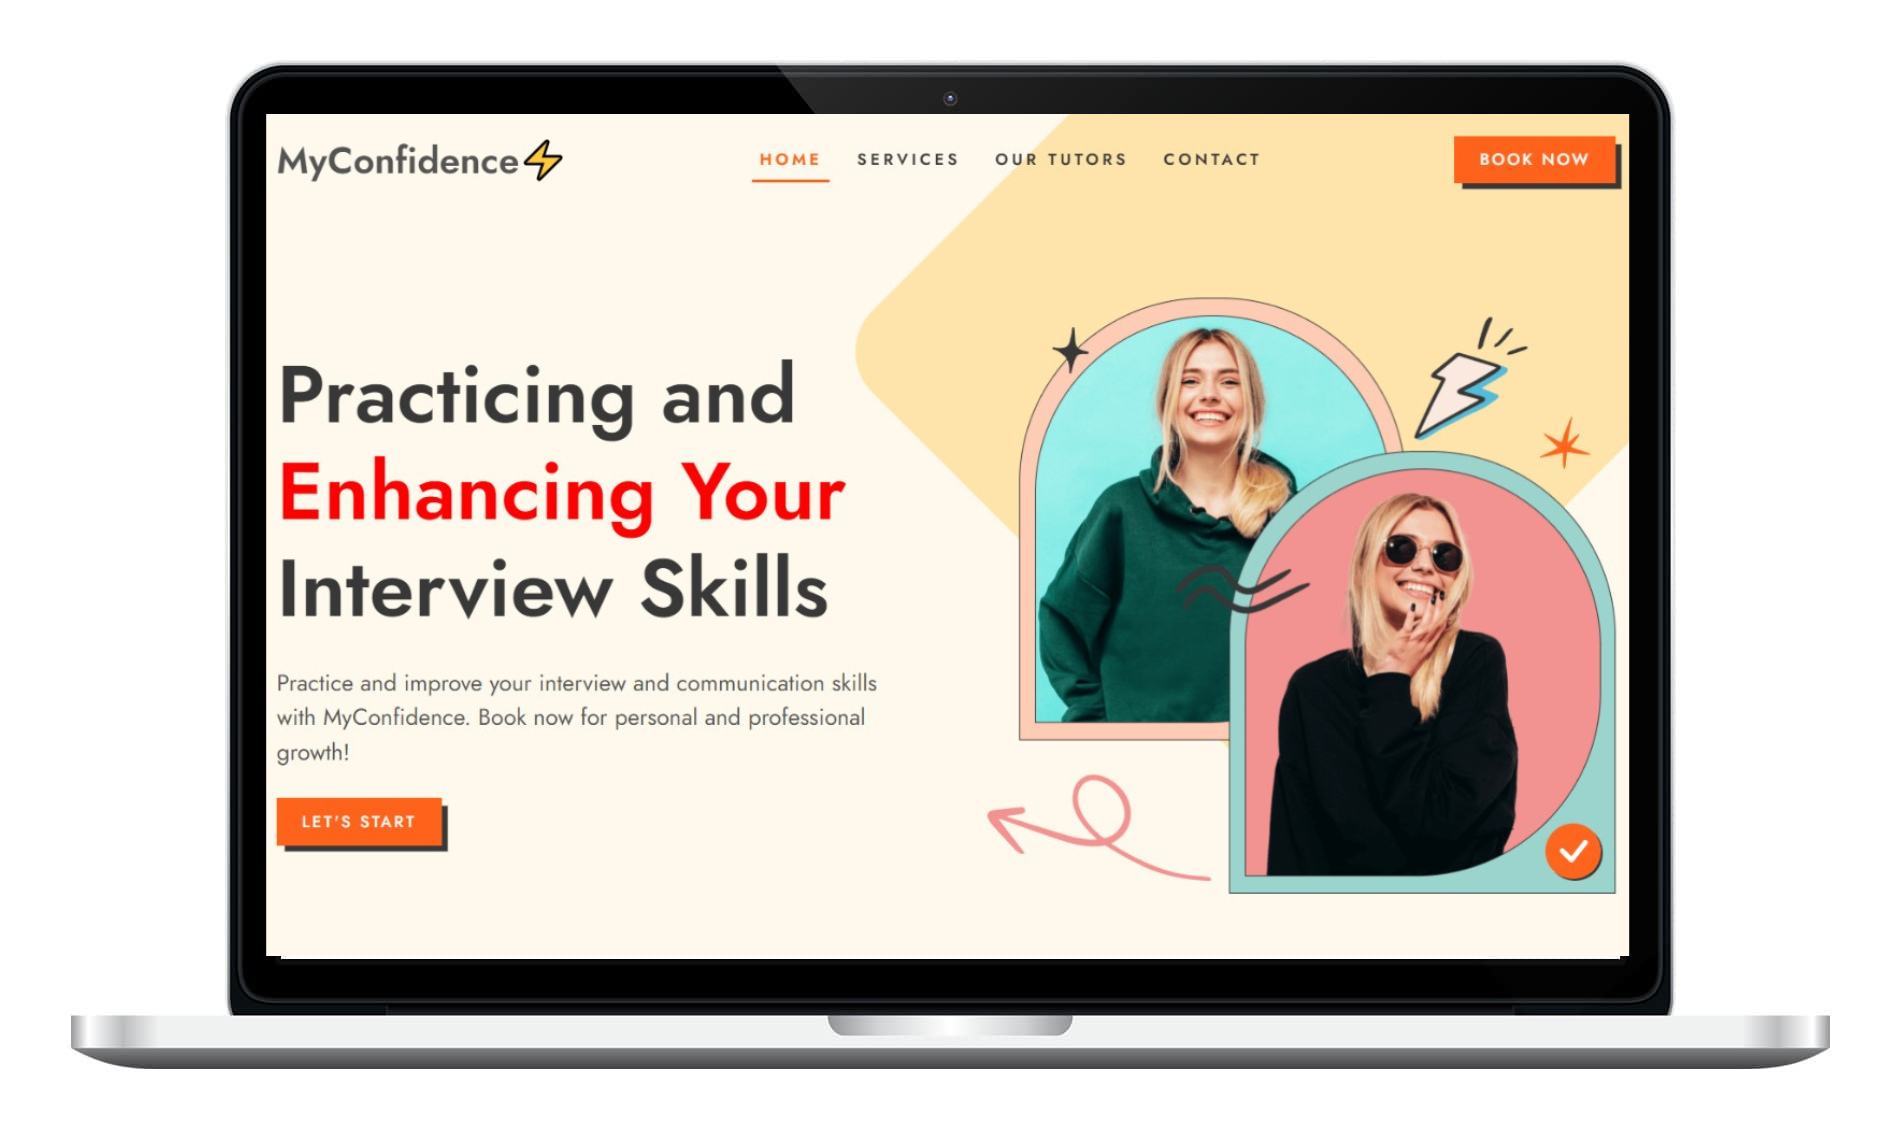 MyConfidence
HOME SERVICES OUR TUTORS CONTACT
BOOK NOW
Practicing and
Enhancing Your
Interview Skills
Practice and improve your interview and communication skills
with MyConfidence. Book now for personal and professional
growth!
LET'S START